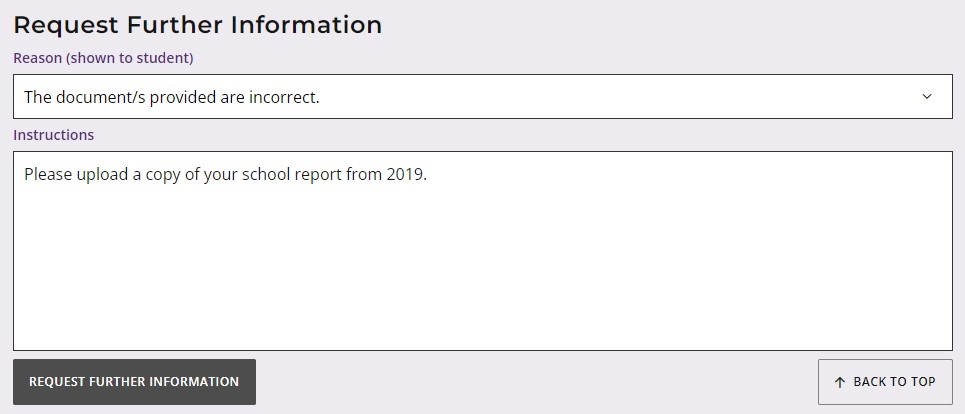 Request Further Information
Reason (shown to student)
The document/s provided are incorrect.
Instructions
Please upload a copy of your school report from 2019.
REQUEST FURTHER INFORMATION
BACK TO TOP